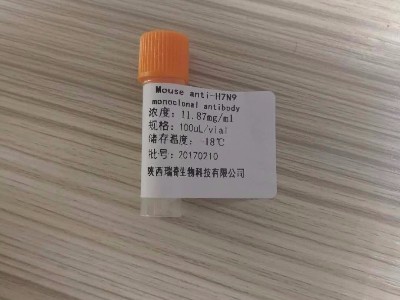 Mouse anti-H7N9
monoclonal antibody
浓度：11.87mg/ml
规格：100uL/vial
储存温度：-18℃
批号：20170210
陕西瑞奇生物科技有限公司